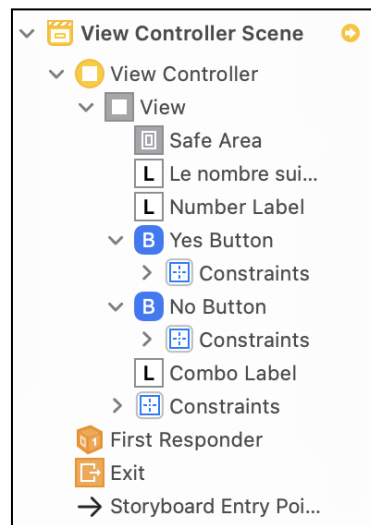 View Controller Scene
View Controller
View
Safe Area
L Le nombre sui...
L Number Label
B Yes Button
Constraints
B No Button
Constraints
L Combo Label
Constraints
First Responder
Exit
Storyboard Entry Poi...